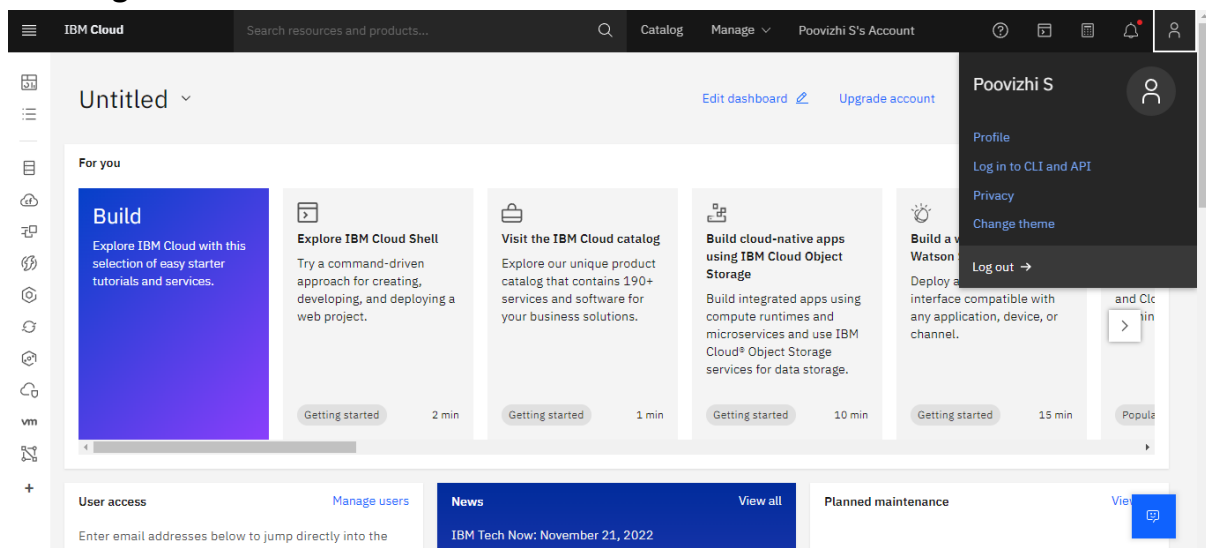 IBM Cloud
Search resources and products...
Catalog
Manage
Poovizhi S's Account
Untitled
Edit dashboard
Upgrade account
Poovizhi S
Profile
Log in to CLI and API
Privacy
Change theme
Log out →
For you
Build
Explore IBM Cloud with this
selection of easy starter
tutorials and services.
Explore IBM Cloud Shell
Try a command-driven
approach for creating,
developing, and deploying a
web project.
Getting started
2 min
Visit the IBM Cloud catalog
Explore our unique product
catalog that contains 190+
services and software for
your business solutions.
Getting started
1 min
Build cloud-native apps
using IBM Cloud Object
Storage
Build integrated apps using
compute runtimes and
microservices and use IBM
Cloud® Object Storage
services for data storage.
Getting started
10 min
Build a
Watson
Deploy a
interface compatible with
any application, device, or
channel.
Getting started
15 min
and
vm
User access
Manage users
Enter email addresses below to jump directly into the
News
View all
IBM Tech Now: November 21, 2022
Planned maintenance